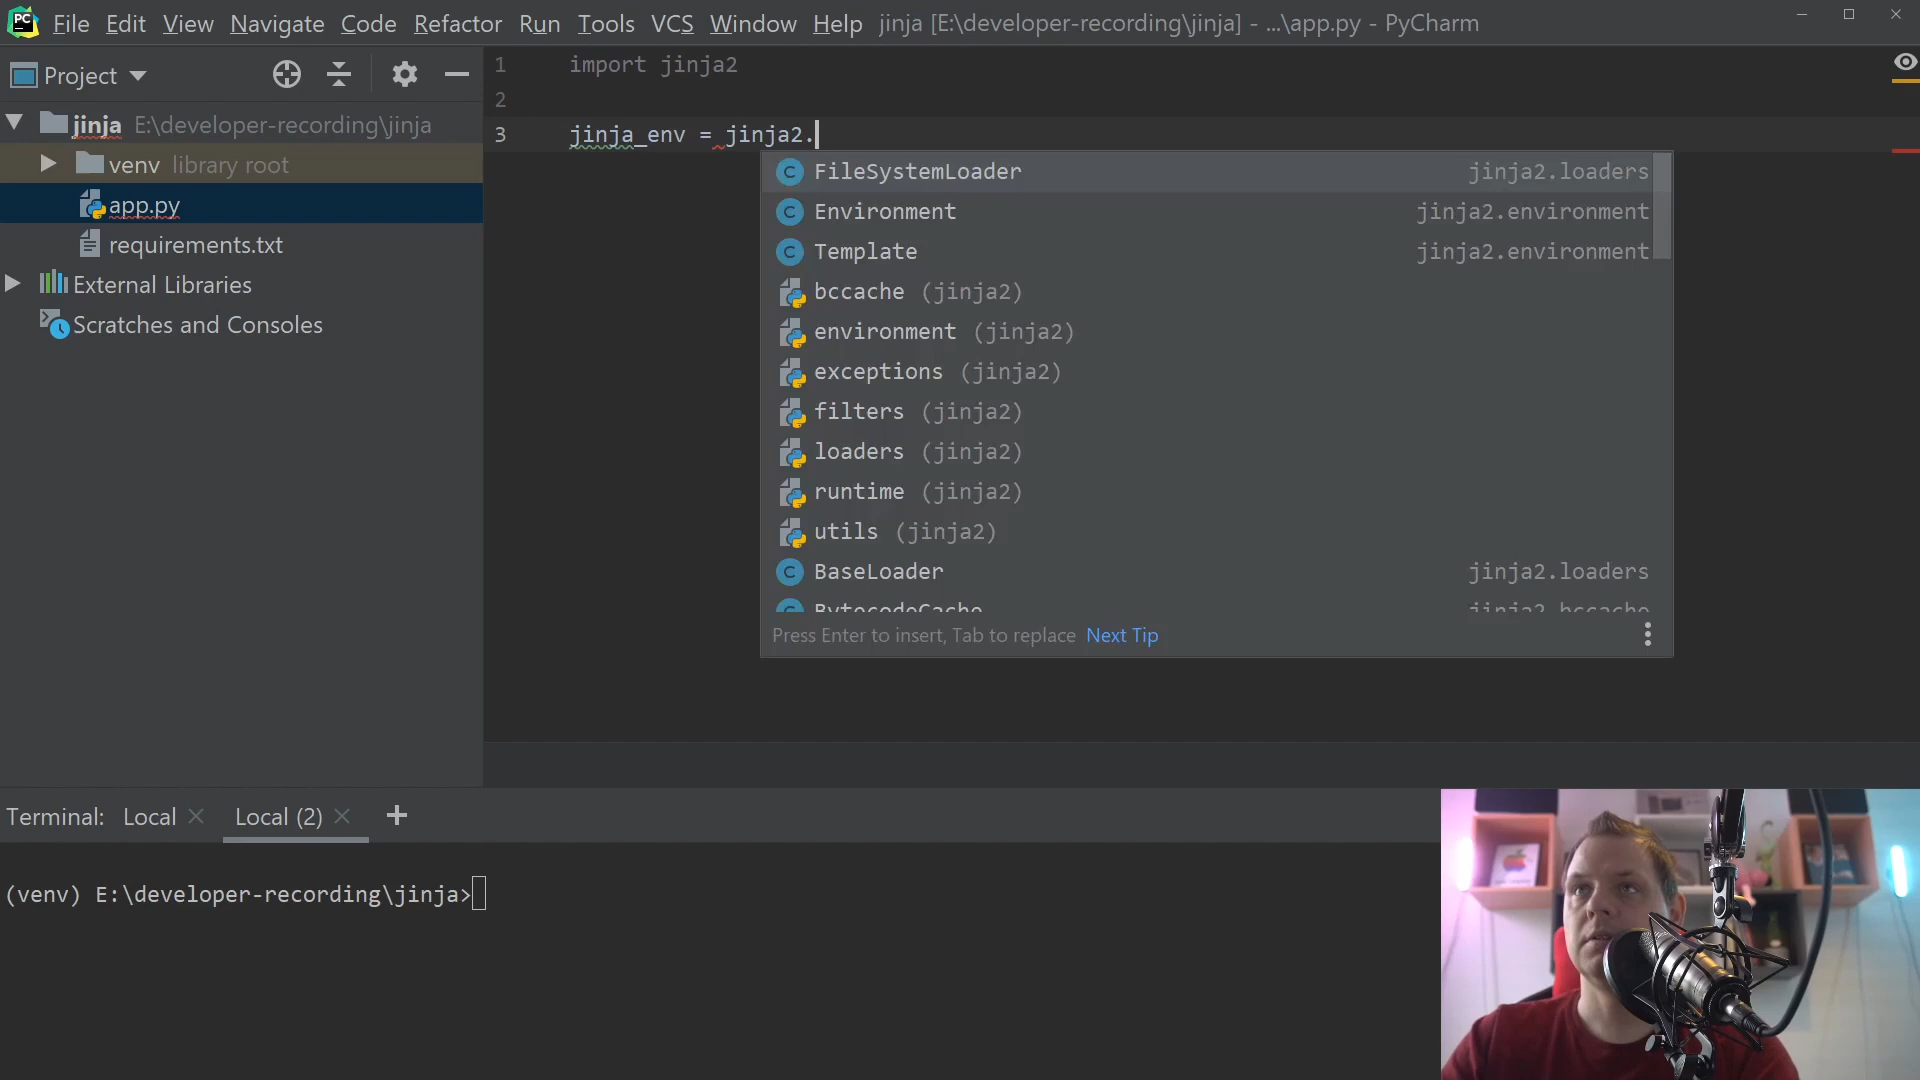 PC File Edit View Navigate Code Refactor Run Tools VCS Window Help jinja [E:\developer-recording\jinja] - ...\app.py - PyCharm
Project
jinja E:\developer-recording\jinja
venv library root
app.py
requirements.txt
External Libraries
Scratches and Consoles
1 import jinja2
2
3 jinja_env = jinja2.
C FileSystemLoader jinja2.loaders
C Environment jinja2.environment
C Template jinja2.environment
bccache (jinja2)
environment (jinja2)
exceptions (jinja2)
filters (jinja2)
loaders (jinja2)
runtime (jinja2)
utils (jinja2)
C BaseLoader jinja2.loaders
C BytecodeCache jinja2.bccache
Press Enter to insert, Tab to replace Next Tip
Terminal: Local Local (2)
(venv) E:\developer-recording\jinja>